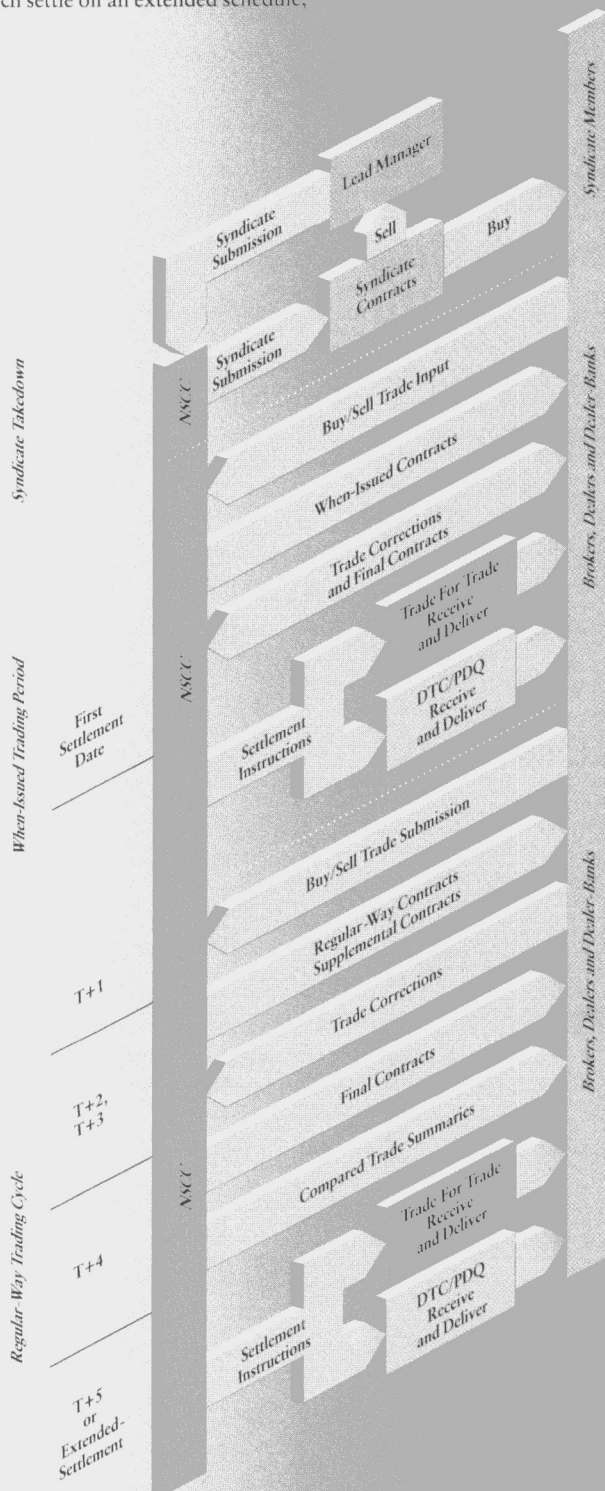 ch settle on an extended schedule,
Syndicate Members
Lead Manager
Syndicate
Submission
Sell
Buy
Syndicate
Contracts
Syndicate
Submission
Syndicate Takedown
NSCC
Buy/Sell Trade Input
When-Issued Contracts
Trade Corrections
and Final Contracts
Brokers, Dealers and Dealer-Banks
Trade For Trade
Receive
and Deliver
When-Issued Trading Period
NSCC
First
Settlement
Date
Settlement
Instructions
DTC/PDQ
Receive
and Deliver
Buy/Sell Trade Submission
Regular-Way Contracts
Supplemental Contracts
T+1
Trade Corrections
Brokers, Dealers and Dealer-Banks
T+2,
T+3
Final Contracts
Compared Trade Summaries
Regular-Way Trading Cycle
NSCC
T+4
Trade For Trade
Receive
and Deliver
Settlement
Instructions
DTC/PDQ
Receive
and Deliver
T+5
or
Extended-
Settlement